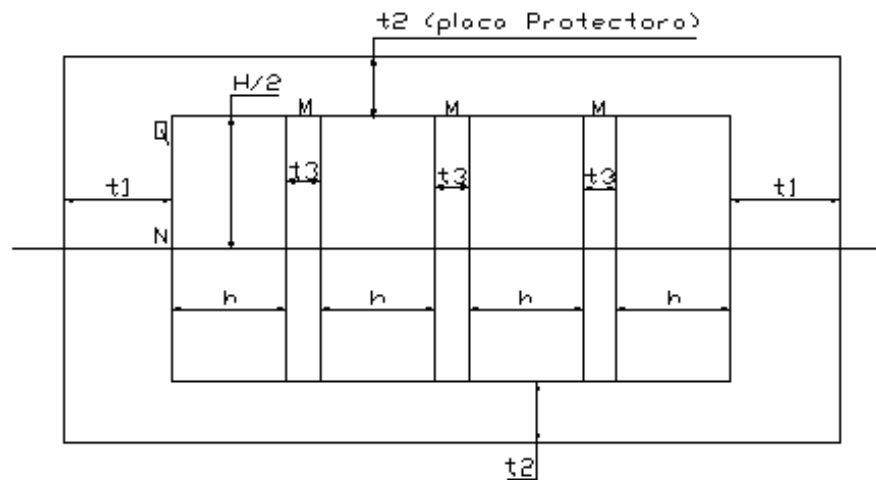 t2 (placa Protectora)
H/2
M M M
Q
t3 t3 t3
t1 t1
N
h h h h
t2